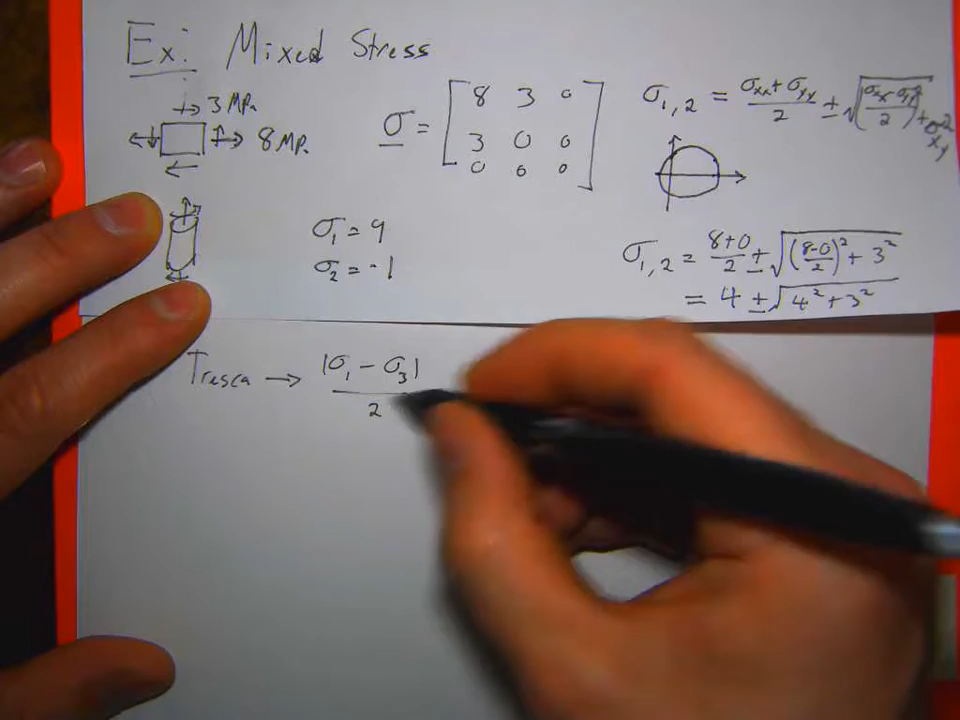 Ex: Mixed Stress
3 MPa
8 MPa
σ = [8 3 0
3 0 0
0 0 0]
σ₁,₂ = (σxx + σyy)/2 ± √((σxx - σyy)/2)² + σxy²
σ₁ = 9
σ₂ = -1
σ₁,₂ = (8+0)/2 ± √((8-0)/2)² + 3²
= 4 ± √4² + 3²
Tresca → |σ₁ - σ₃|/2